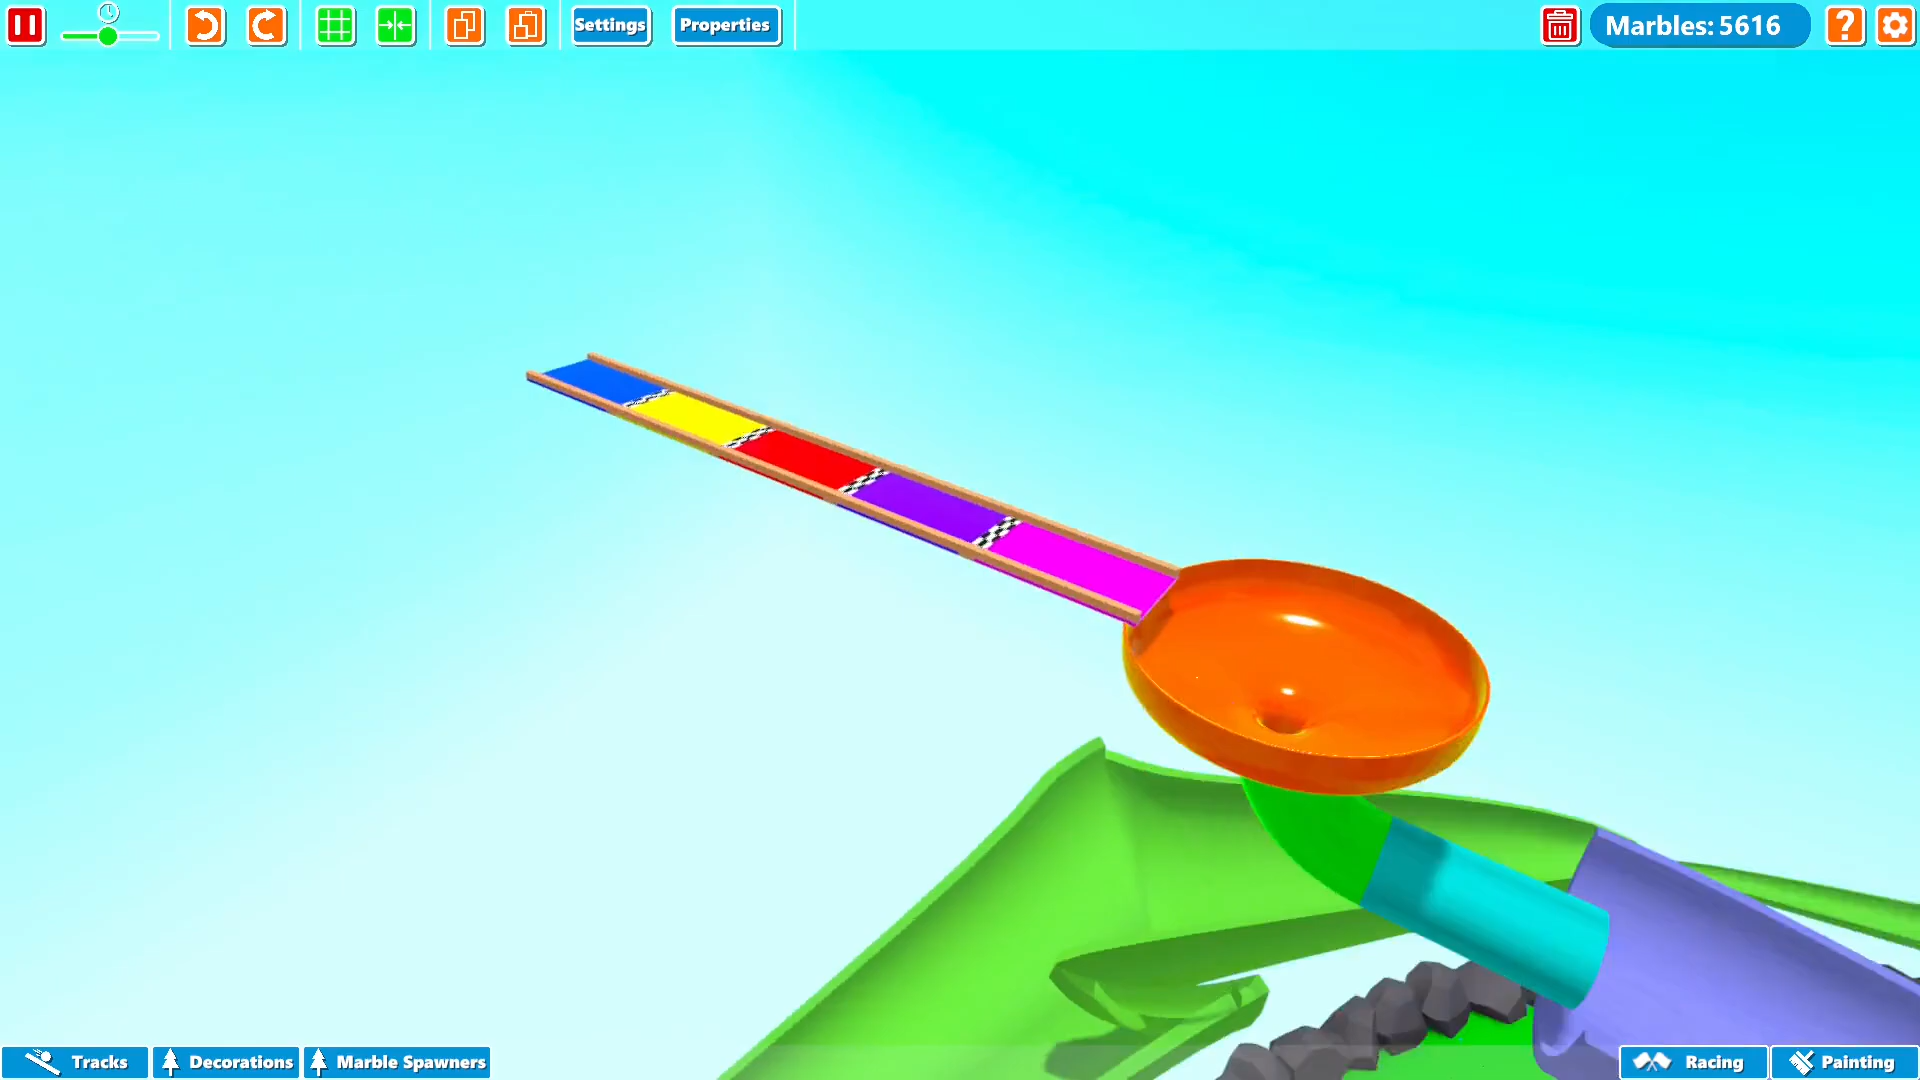 Settings
Properties
Marbles: 5616
?
Tracks
Decorations
Marble Spawners
Racing
Painting